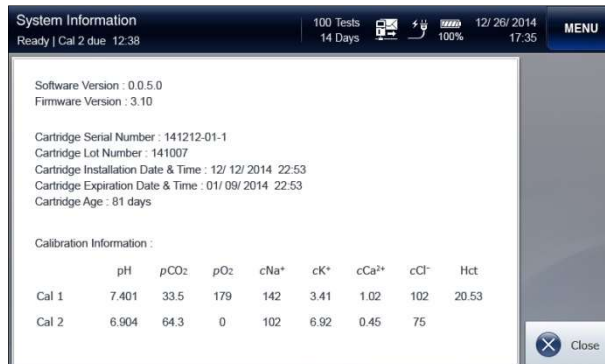 System Information
Ready | Cal 2 due 12:38
100 Tests
14 Days
100%
12/ 26/ 2014
17:35
MENU
Software Version : 0.0.5.0
Firmware Version : 3.10
Cartridge Serial Number : 141212-01-1
Cartridge Lot Number : 141007
Cartridge Installation Date & Time : 12/ 12/ 2014 22:53
Cartridge Expiration Date & Time : 01/ 09/ 2014 22:53
Cartridge Age : 81 days
Calibration Information :
pH pCO2 pO2 cNa⁺ cK⁺ cCa²⁺ cCl⁻ Hct
Cal 1 7.401 33.5 179 142 3.41 1.02 102 20.53
Cal 2 6.904 64.3 0 102 6.92 0.45 75
Close